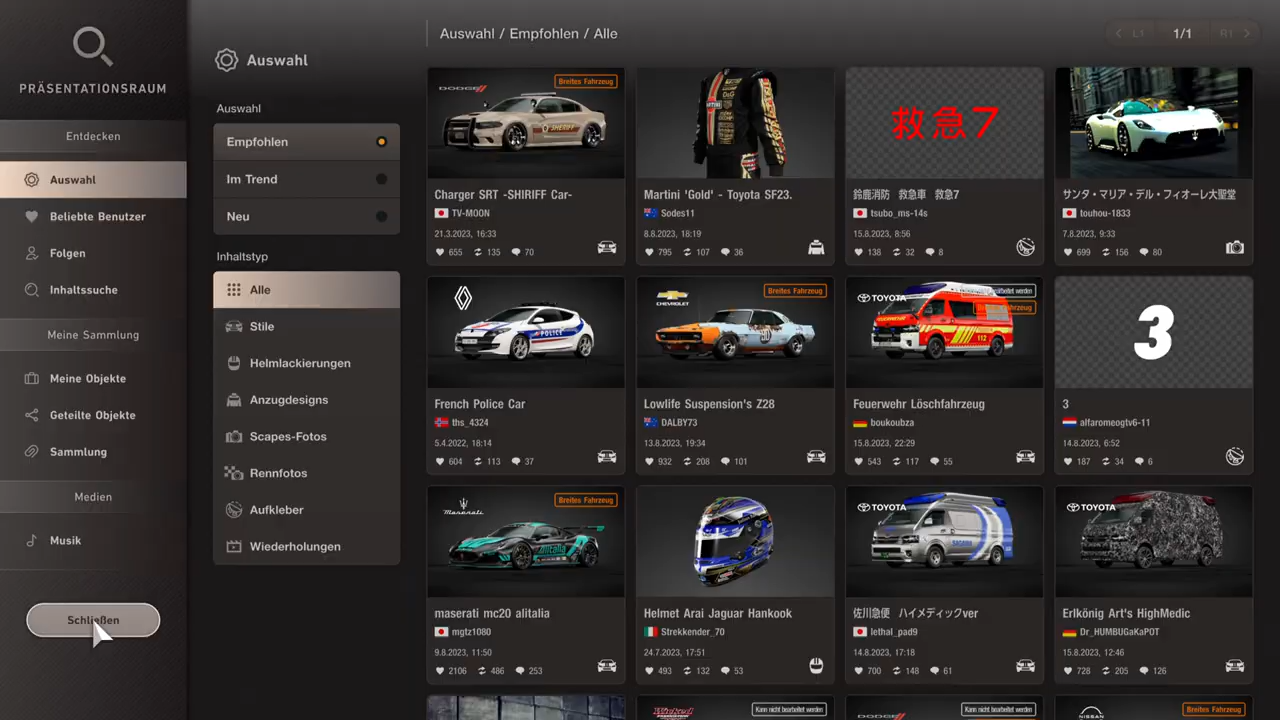 PRÄSENTATIONSRAUM
Entdecken
Auswahl
Beliebte Benutzer
Folgen
Inhaltssuche
Meine Sammlung
Meine Objekte
Geteilte Objekte
Sammlung
Medien
Musik
Schließen
Auswahl
Auswahl
Empfohlen
Im Trend
Neu
Inhaltstyp
Alle
Stile
Helmlackierungen
Anzugdesigns
Scapes-Fotos
Rennfotos
Aufkleber
Wiederholungen
Auswahl / Empfohlen / Alle
L1 1/1 R1
DODGE
Breites Fahrzeug
SHERIFF
Charger SRT -SHIRIFF Car-
TV-MOON
21.3.2023, 16:33
655 135 70
Martini 'Gold' - Toyota SF23.
Sodes11
8.8.2023, 18:19
795 107 36
救急7
鈴鹿消防 救急車 救急7
tsubo_ms-14s
15.8.2023, 8:56
138 32 8
サンタ・マリア・デル・フィオーレ大聖堂
touhou-1833
7.8.2023, 9:33
699 156 80
POLICE
French Police Car
ths_4324
5.4.2022, 18:14
604 113 37
CHEVROLET
Breites Fahrzeug
Lowlife Suspension's Z28
DALBY73
13.8.2023, 19:34
932 208 101
TOYOTA
112
Feuerwehr Löschfahrzeug
boukoubza
15.8.2023, 22:29
543 117 55
3
3
alfaromeogtv6-11
14.8.2023, 6:52
187 34 6
Maserati
Breites Fahrzeug
maserati mc20 alitalia
mgtz1080
9.8.2023, 11:50
2106 486 253
Helmet Arai Jaguar Hankook
Strekkender_70
24.7.2023, 17:51
493 132 53
TOYOTA
SAGAWA
佐川急便 ハイメディックver
lethal_pad9
14.8.2023, 17:18
700 148 61
TOYOTA
Erlkönig Art's HighMedic
Dr_HUMBUGaKaPOT
15.8.2023, 12:46
728 205 126
Wicked
Kann nicht bearbeitet werden
DODGE
Kann nicht bearbeitet werden
NISSAN
Breites Fahrzeug